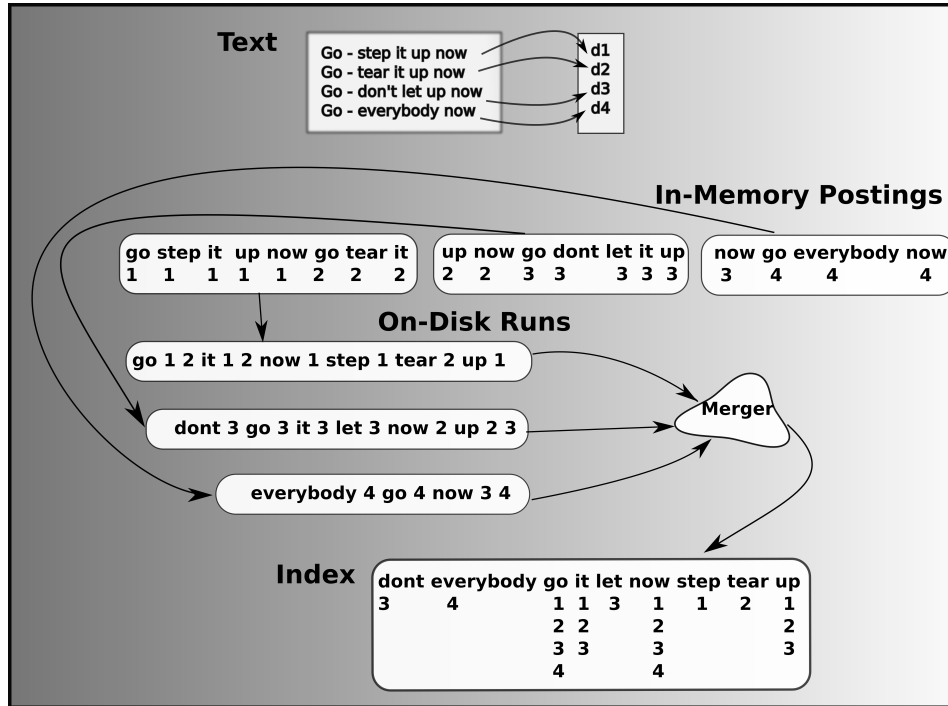 Text
Go - step it up now
Go - tear it up now
Go - don't let up now
Go - everybody now
d1
d2
d3
d4
In-Memory Postings
go step it up now go tear it
1 1 1 1 1 2 2 2
up now go dont let it up
2 2 3 3 3 3 3
now go everybody now
3 4 4 4
On-Disk Runs
go 1 2 it 1 2 now 1 step 1 tear 2 up 1
dont 3 go 3 it 3 let 3 now 2 up 2 3
everybody 4 go 4 now 3 4
Merger
Index
dont everybody go it let now step tear up
3 4 1 1 3 1 1 2 1
2 2 2 2
3 3 3 3
4 4